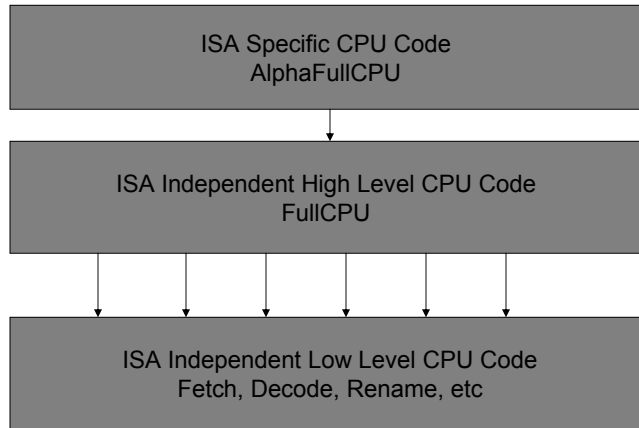 ISA Specific CPU Code
AlphaFullCPU
ISA Independent High Level CPU Code
FullCPU
ISA Independent Low Level CPU Code
Fetch, Decode, Rename, etc